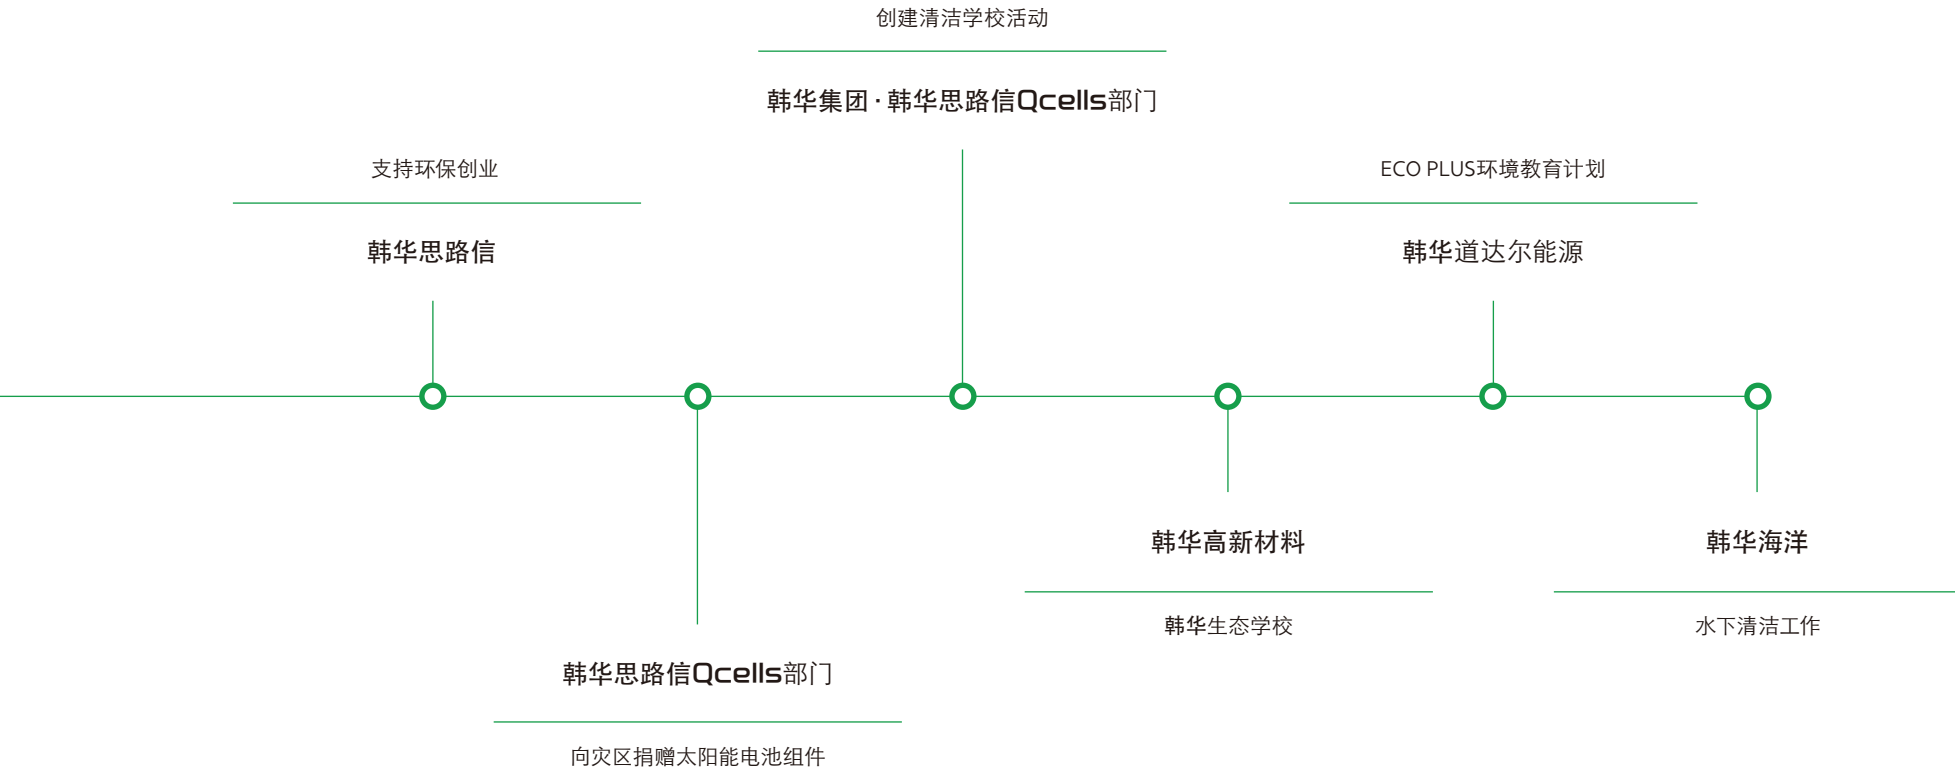 创建清洁学校活动
韩华集团·韩华思路信Qcells部门
支持环保创业
韩华思路信
ECO PLUS环境教育计划
韩华道达尔能源
韩华高新材料
韩华生态学校
韩华海洋
水下清洁工作
韩华思路信Qcells部门
向灾区捐赠太阳能电池组件